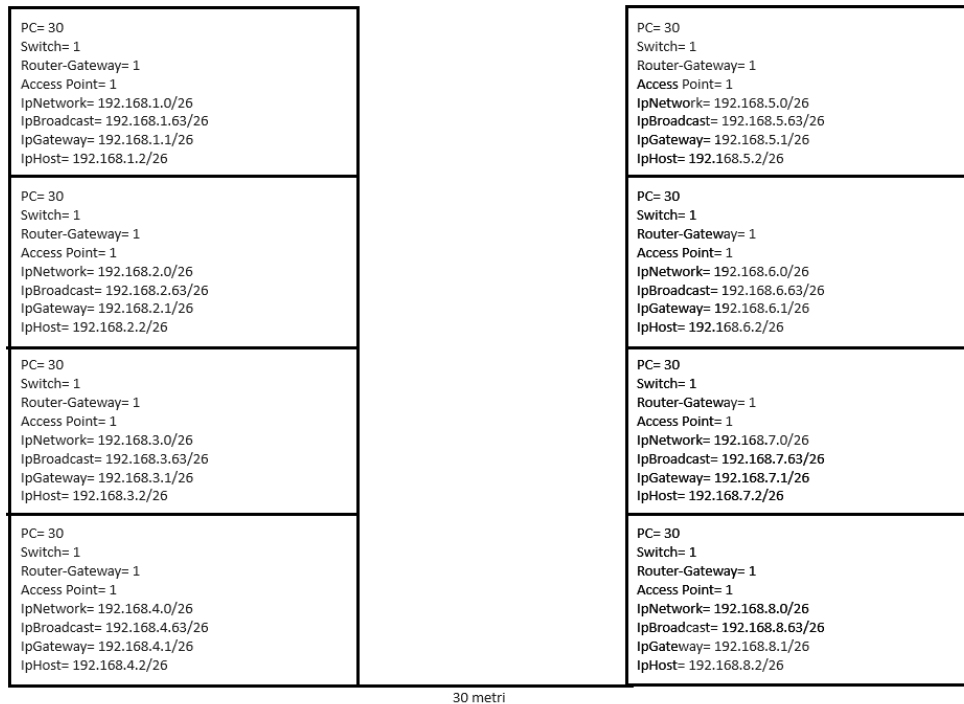 PC= 30
Switch= 1
Router-Gateway= 1
Access Point= 1
IpNetwork= 192.168.1.0/26
IpBroadcast= 192.168.1.63/26
IpGateway= 192.168.1.1/26
IpHost= 192.168.1.2/26
PC= 30
Switch= 1
Router-Gateway= 1
Access Point= 1
IpNetwork= 192.168.2.0/26
IpBroadcast= 192.168.2.63/26
IpGateway= 192.168.2.1/26
IpHost= 192.168.2.2/26
PC= 30
Switch= 1
Router-Gateway= 1
Access Point= 1
IpNetwork= 192.168.3.0/26
IpBroadcast= 192.168.3.63/26
IpGateway= 192.168.3.1/26
IpHost= 192.168.3.2/26
PC= 30
Switch= 1
Router-Gateway= 1
Access Point= 1
IpNetwork= 192.168.4.0/26
IpBroadcast= 192.168.4.63/26
IpGateway= 192.168.4.1/26
IpHost= 192.168.4.2/26
PC= 30
Switch= 1
Router-Gateway= 1
Access Point= 1
IpNetwork= 192.168.5.0/26
IpBroadcast= 192.168.5.63/26
IpGateway= 192.168.5.1/26
IpHost= 192.168.5.2/26
PC= 30
Switch= 1
Router-Gateway= 1
Access Point= 1
IpNetwork= 192.168.6.0/26
IpBroadcast= 192.168.6.63/26
IpGateway= 192.168.6.1/26
IpHost= 192.168.6.2/26
PC= 30
Switch= 1
Router-Gateway= 1
Access Point= 1
IpNetwork= 192.168.7.0/26
IpBroadcast= 192.168.7.63/26
IpGateway= 192.168.7.1/26
IpHost= 192.168.7.2/26
PC= 30
Switch= 1
Router-Gateway= 1
Access Point= 1
IpNetwork= 192.168.8.0/26
IpBroadcast= 192.168.8.63/26
IpGateway= 192.168.8.1/26
IpHost= 192.168.8.2/26
30 metri